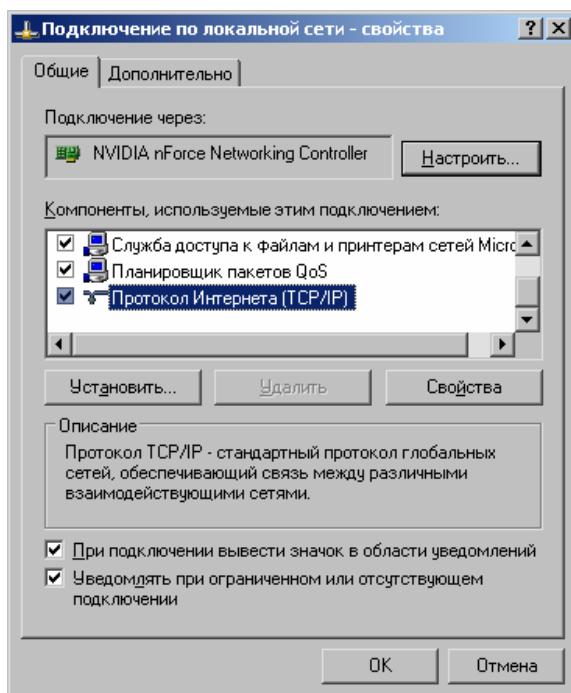 Подключение по локальной сети - свойства
Общие
Дополнительно
Подключение через:
NVIDIA nForce Networking Controller
Настроить...
Компоненты, используемые этим подключением:
Служба доступа к файлам и принтерам сетей Micrс
Планировщик пакетов QoS
Протокол Интернета (TCP/IP)
Установить...
Удалить
Свойства
Описание
Протокол TCP/IP - стандартный протокол глобальных
сетей, обеспечивающий связь между различными
взаимодействующими сетями.
При подключении вывести значок в области уведомлений
Уведомлять при ограниченном или отсутствующем
подключении
OK
Отмена